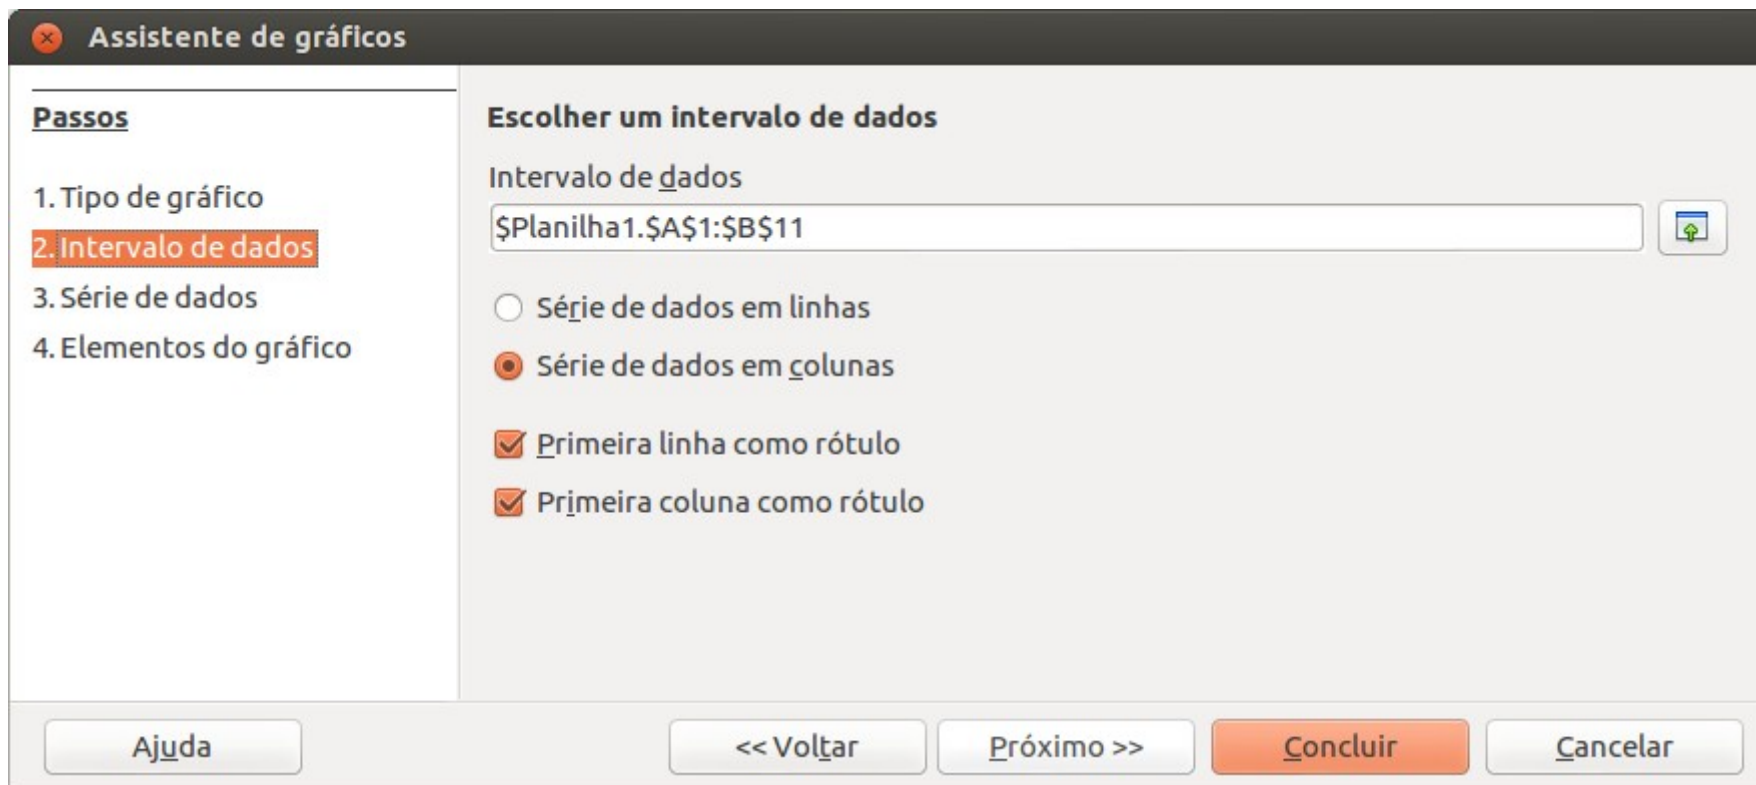 Assistente de gráficos
Passos
1. Tipo de gráfico
2. Intervalo de dados
3. Série de dados
4. Elementos do gráfico
Escolher um intervalo de dados
Intervalo de dados
$Planilha1.$A$1:$B$11
Série de dados em linhas
Série de dados em colunas
Primeira linha como rótulo
Primeira coluna como rótulo
Ajuda
<< Voltar
Próximo >>
Concluir
Cancelar